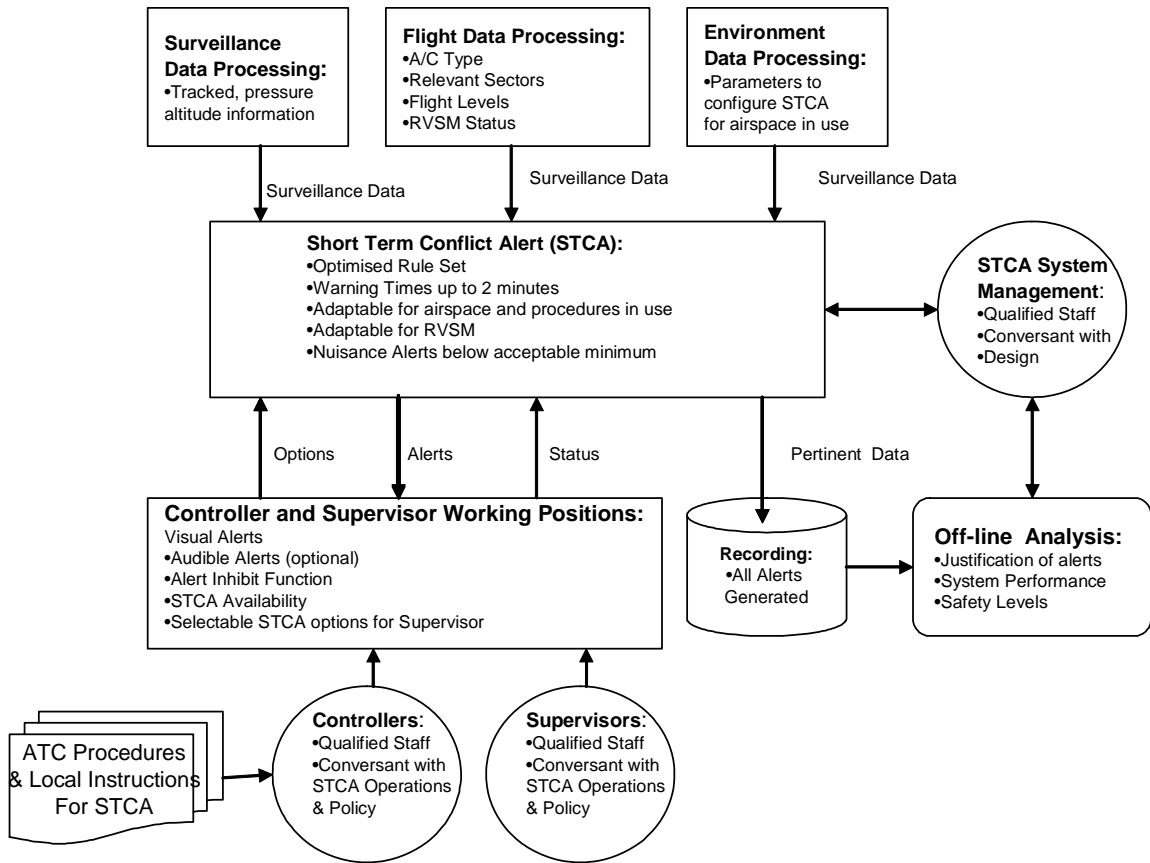 Surveillance
Data Processing:
•Tracked, pressure
altitude information
Flight Data Processing:
•A/C Type
•Relevant Sectors
•Flight Levels
•RVSM Status
Environment
Data Processing:
•Parameters to
configure STCA
for airspace in use
Surveillance Data
Surveillance Data
Surveillance Data
Short Term Conflict Alert (STCA):
•Optimised Rule Set
•Warning Times up to 2 minutes
•Adaptable for airspace and procedures in use
•Adaptable for RVSM
•Nuisance Alerts below acceptable minimum
STCA System
Management:
•Qualified Staff
•Conversant with
•Design
Options
Alerts
Status
Pertinent Data
Controller and Supervisor Working Positions:
Visual Alerts
•Audible Alerts (optional)
•Alert Inhibit Function
•STCA Availability
•Selectable STCA options for Supervisor
Recording:
•All Alerts
Generated
Off-line Analysis:
•Justification of alerts
•System Performance
•Safety Levels
ATC Procedures
& Local Instructions
For STCA
Controllers:
•Qualified Staff
•Conversant with
STCA Operations
& Policy
Supervisors:
•Qualified Staff
•Conversant with
STCA Operations
& Policy